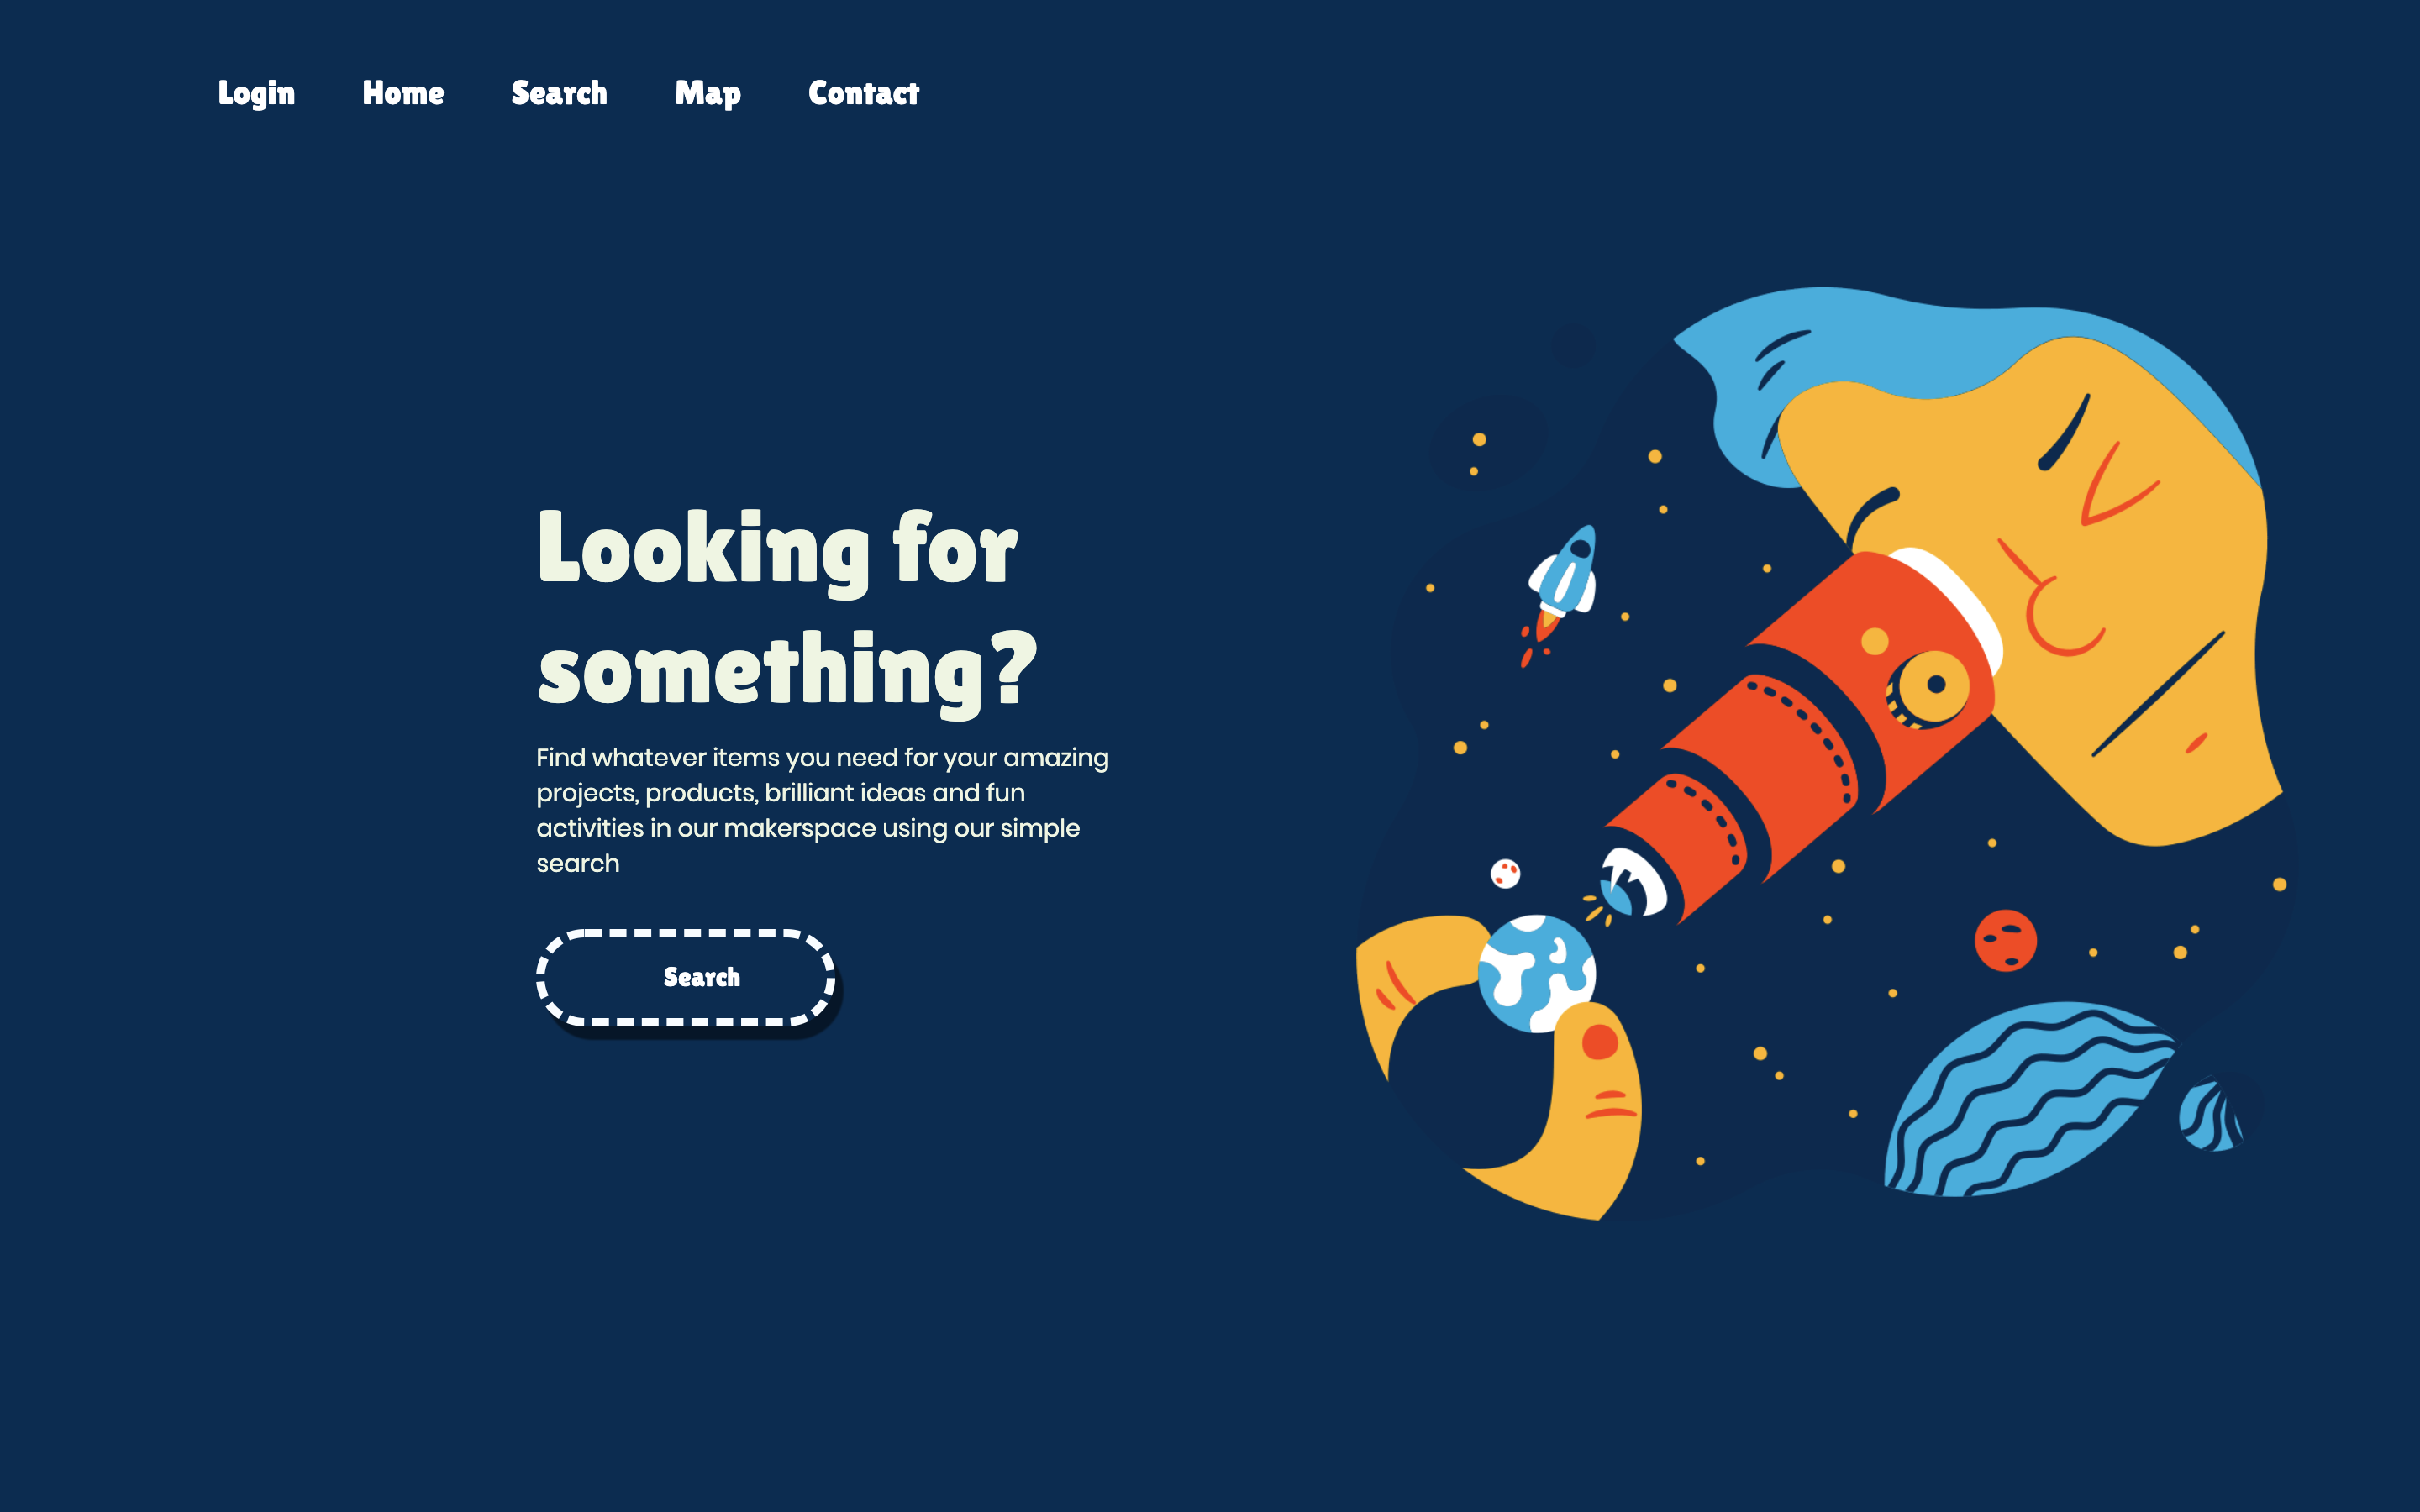 Login Home Search Map Contact
Looking for
something?
Find whatever items you need for your amazing
projects, products, brilliant ideas and fun
activities in our makerspace using our simple
search
Search